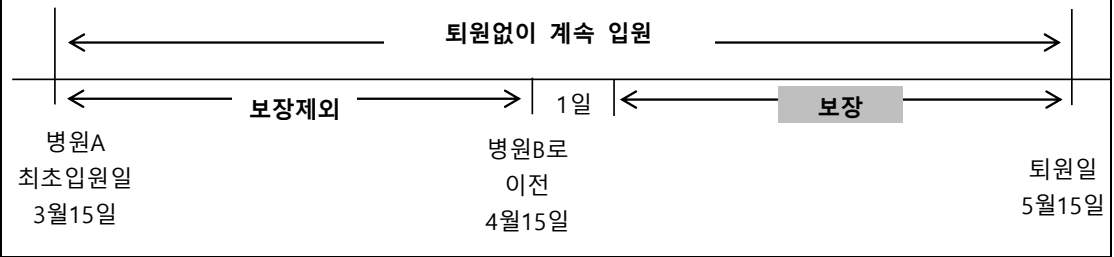 퇴원없이 계속 입원
보장제외
1일
보장
병원A
최초입원일
3월15일
병원B로
이전
4월15일
퇴원일
5월15일